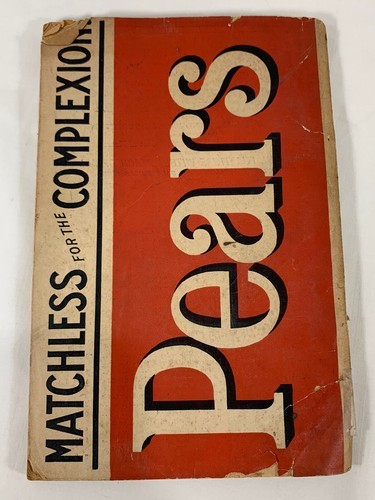 MATCHLESS FOR THE COMPLEXION
Pears